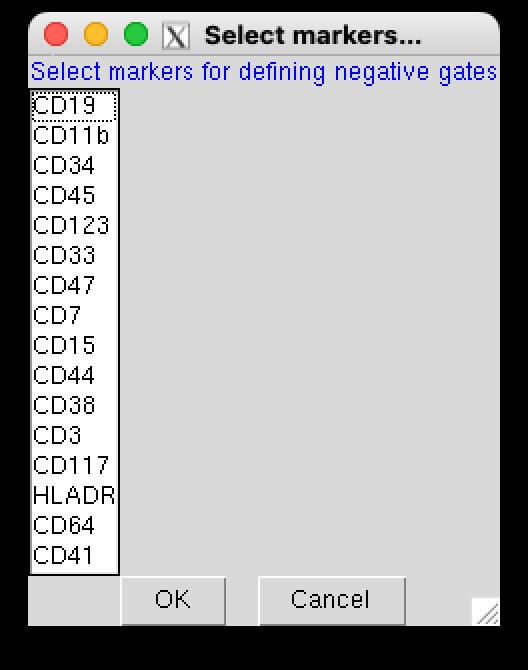 Select markers...
Select markers for defining negative gates
CD19
CD11b
CD34
CD45
CD123
CD33
CD47
CD7
CD15
CD44
CD38
CD3
CD117
HLADR
CD64
CD41
OK Cancel